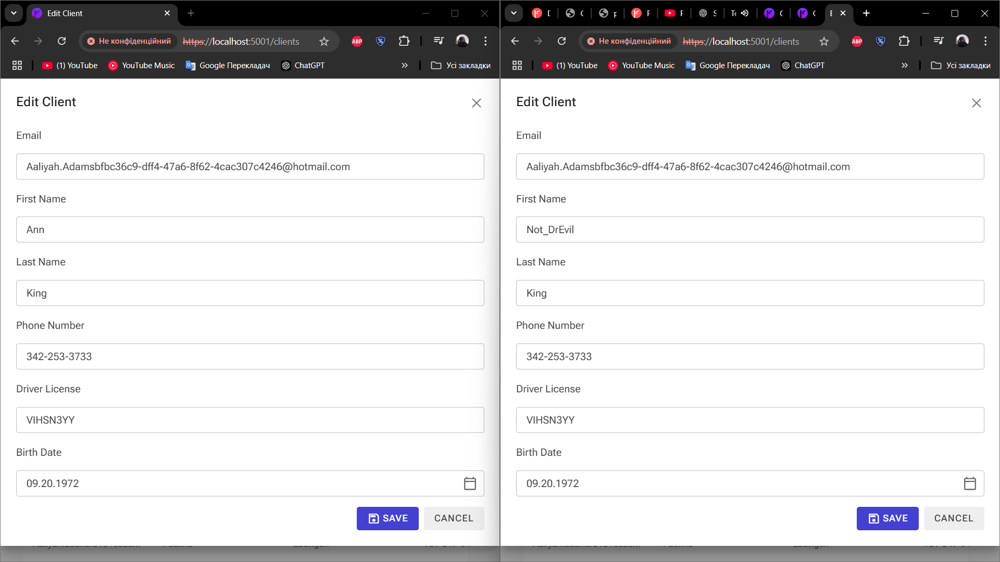 Edit Client
Не конфіденційний
https://localhost:5001/clients
ABP
(1) YouTube
YouTube Music
Google Перекладач
ChatGPT
Усі закладки
Edit Client
Email
Aaliyah.Adamsbfbc36c9-dff4-47a6-8f62-4cac307c4246@hotmail.com
First Name
Ann
Last Name
King
Phone Number
342-253-3733
Driver License
VIHSN3YY
Birth Date
09.20.1972
SAVE
CANCEL
Не конфіденційний
https://localhost:5001/clients
ABP
(1) YouTube
YouTube Music
Google Перекладач
ChatGPT
Усі закладки
Edit Client
Email
Aaliyah.Adamsbfbc36c9-dff4-47a6-8f62-4cac307c4246@hotmail.com
First Name
Not_DrEvil
Last Name
King
Phone Number
342-253-3733
Driver License
VIHSN3YY
Birth Date
09.20.1972
SAVE
CANCEL